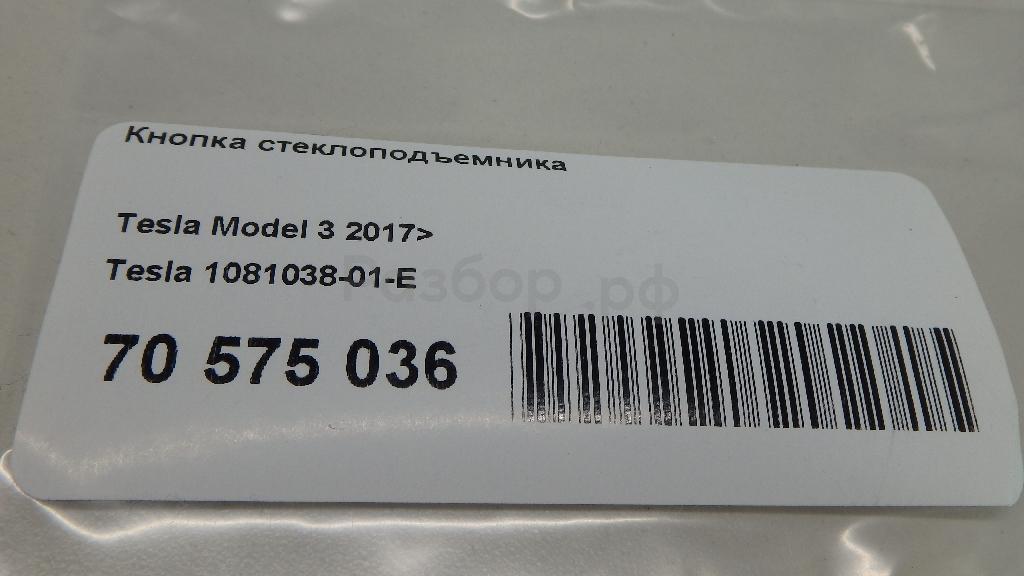 Кнопка стеклоподъемника
Tesla Model 3 2017>
Tesla 1081038-01-E
Разбор.рф
70 575 036